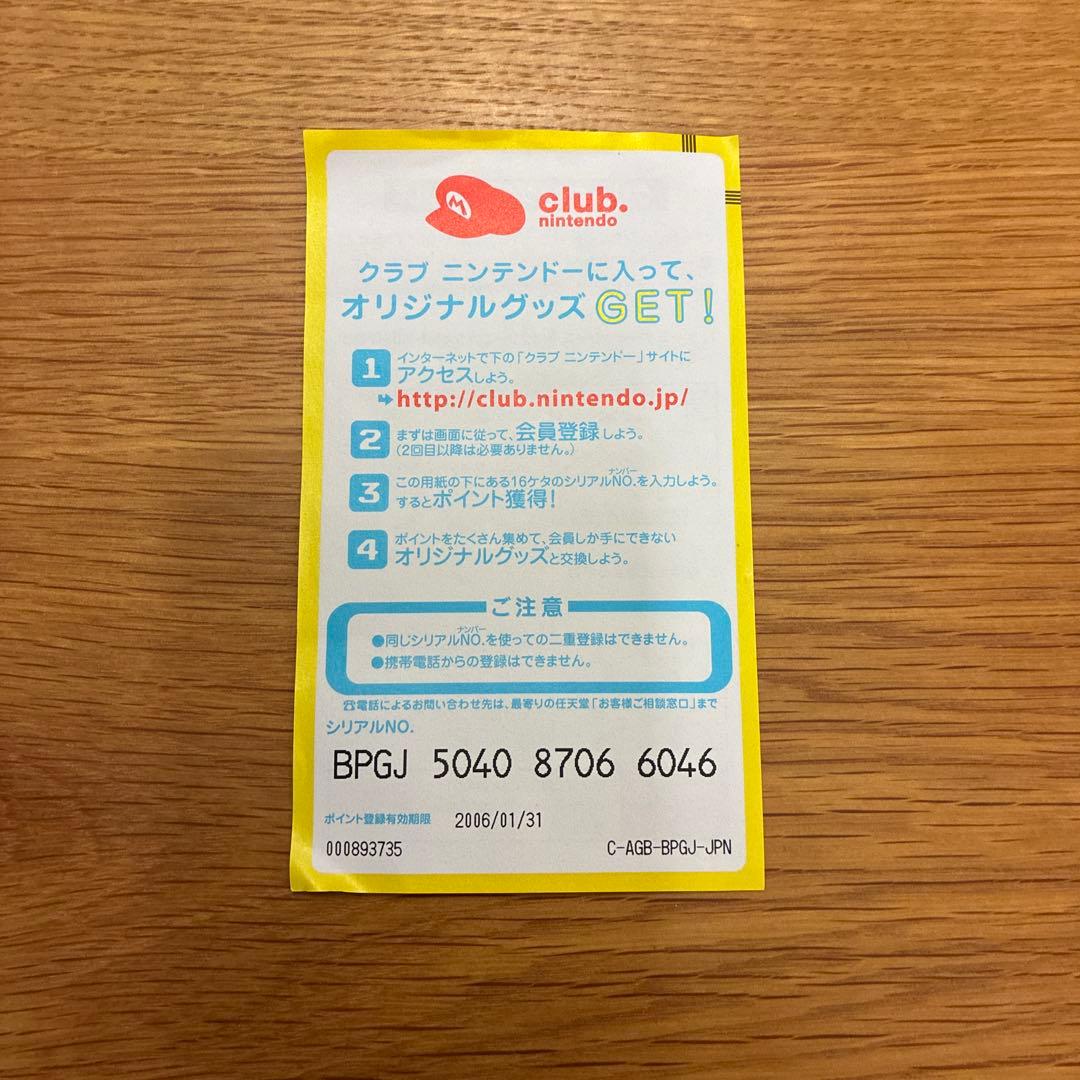 M
club.
nintendo
クラブ ニンテンドーに入って、
オリジナルグッズGET!
1 インターネットで下の「クラブ ニンテンドー」サイトに
アクセスしよう。
http://club.nintendo.jp/
2 まずは画面に従って、会員登録しよう。
(2回目以降は必要ありません。)
ナンバー
3 この用紙の下にある16ケタのシリアルNO.を入力しよう。
するとポイント獲得!
4 ポイントをたくさん集めて、会員しか手にできない
オリジナルグッズと交換しよう。
ご注意
ナンバー
●同じシリアルNO.を使っての二重登録はできません。
●携帯電話からの登録はできません。
☎電話によるお問い合わせ先は、最寄りの任天堂「お客様ご相談窓口」まで
シリアルNO.
BPGJ 5040 8706 6046
ポイント登録有効期限 2006/01/31
000893735 C-AGB-BPGJ-JPN